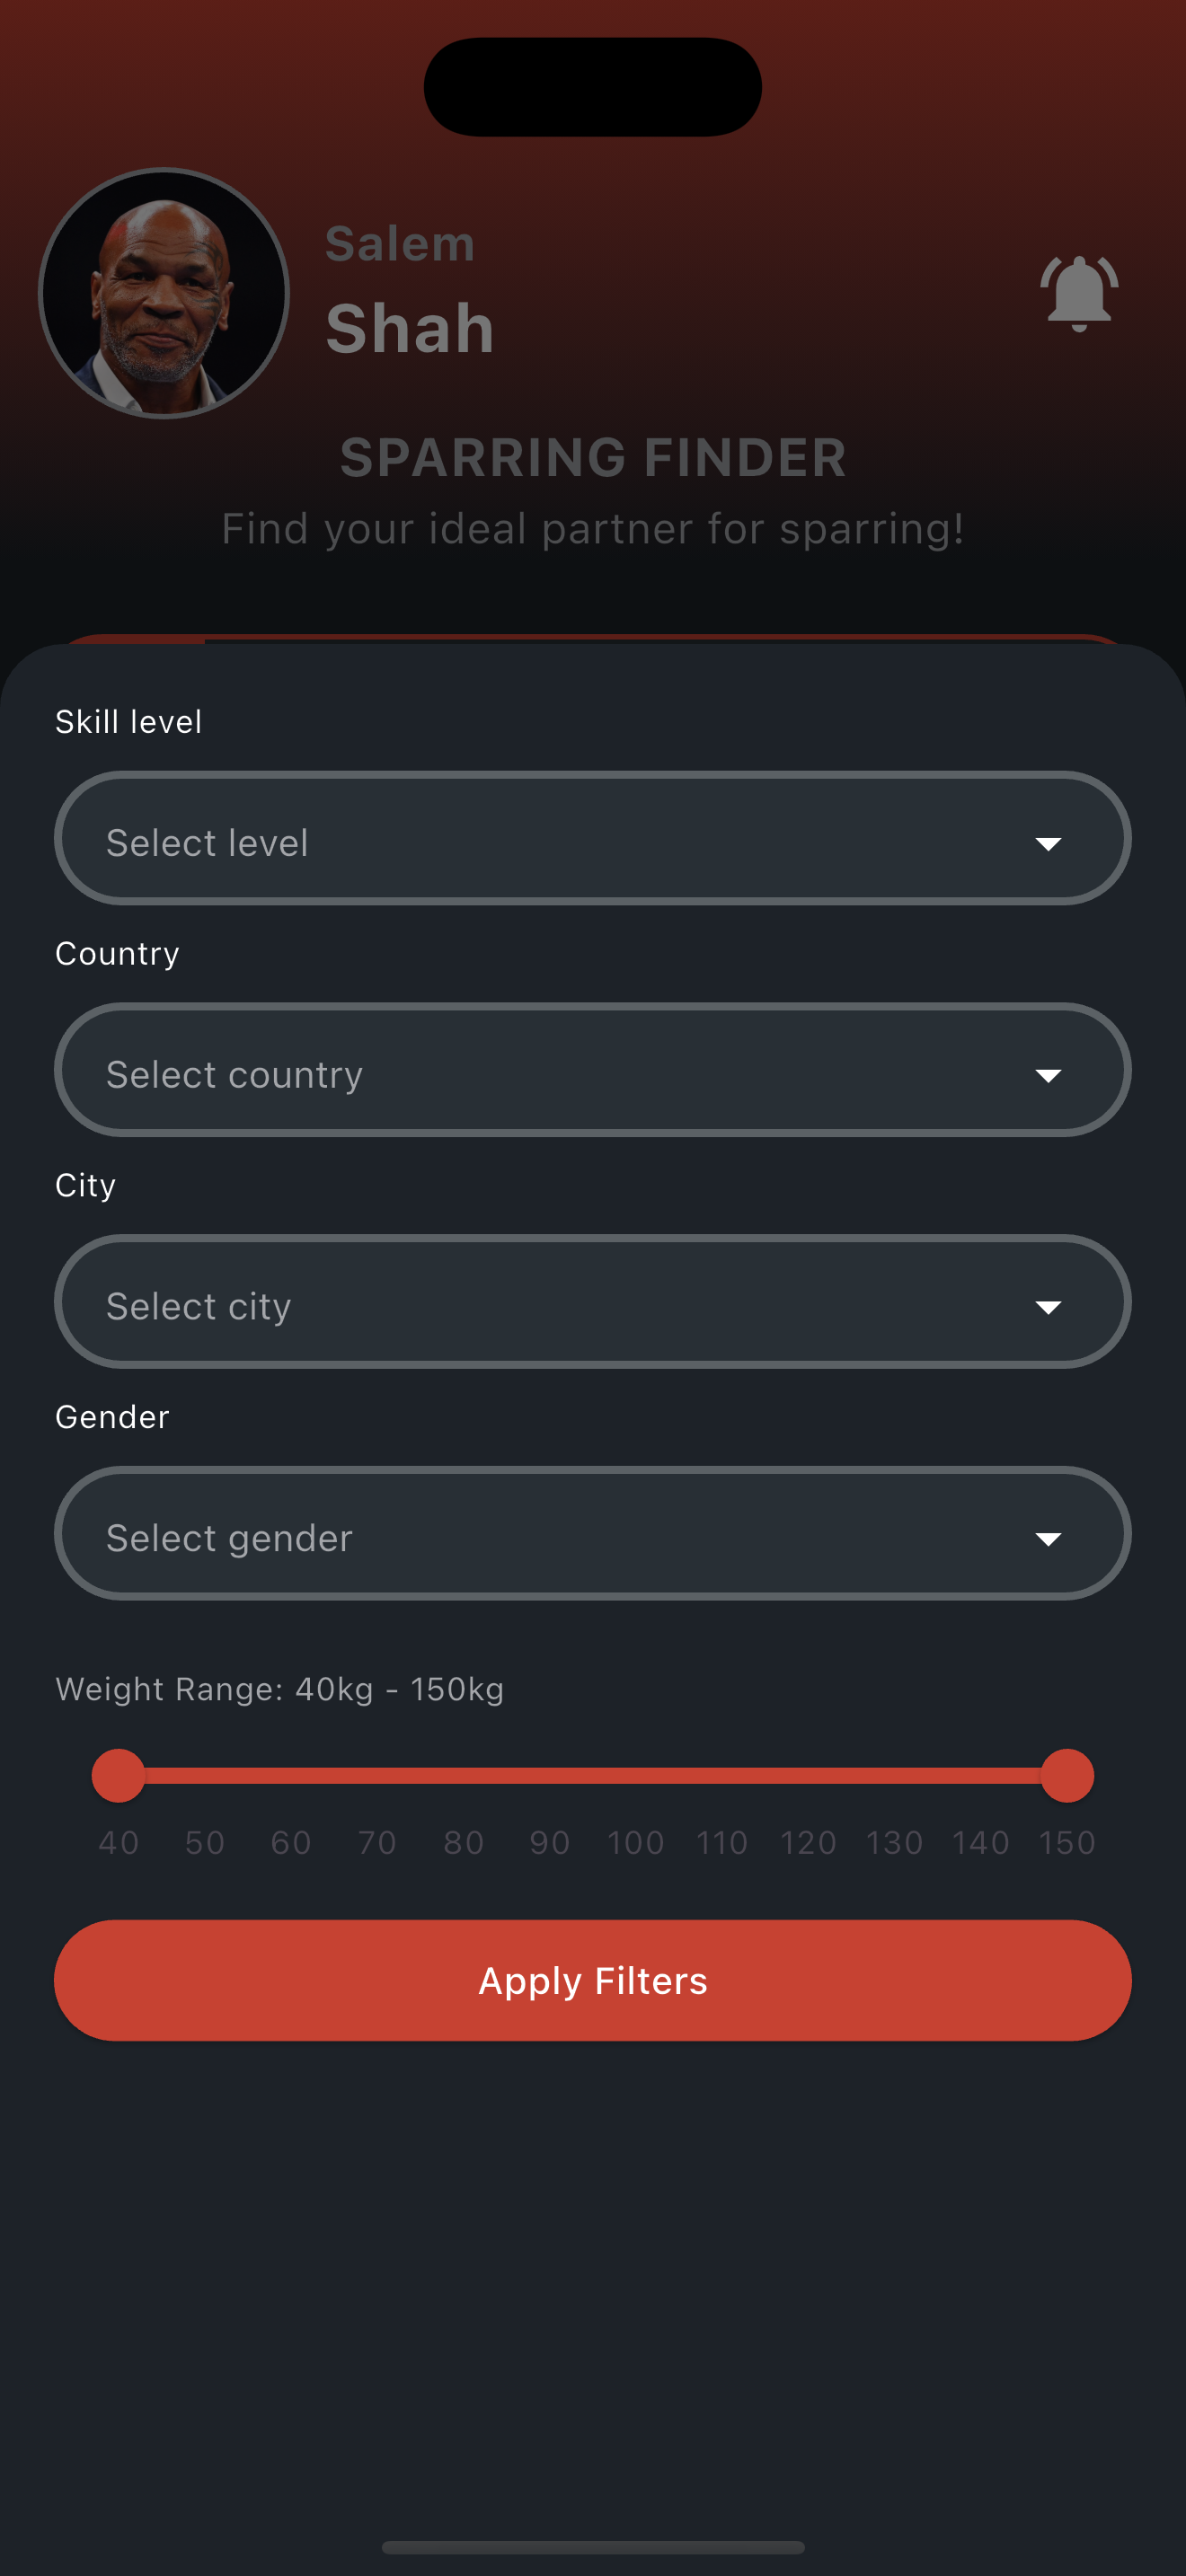 Salem
Shah
SPARRING FINDER
Find your ideal partner for sparring!
Skill level
Select level
Country
Select country
City
Select city
Gender
Select gender
Weight Range: 40kg - 150kg
40 50 60 70 80 90 100 110 120 130 140 150
Apply Filters